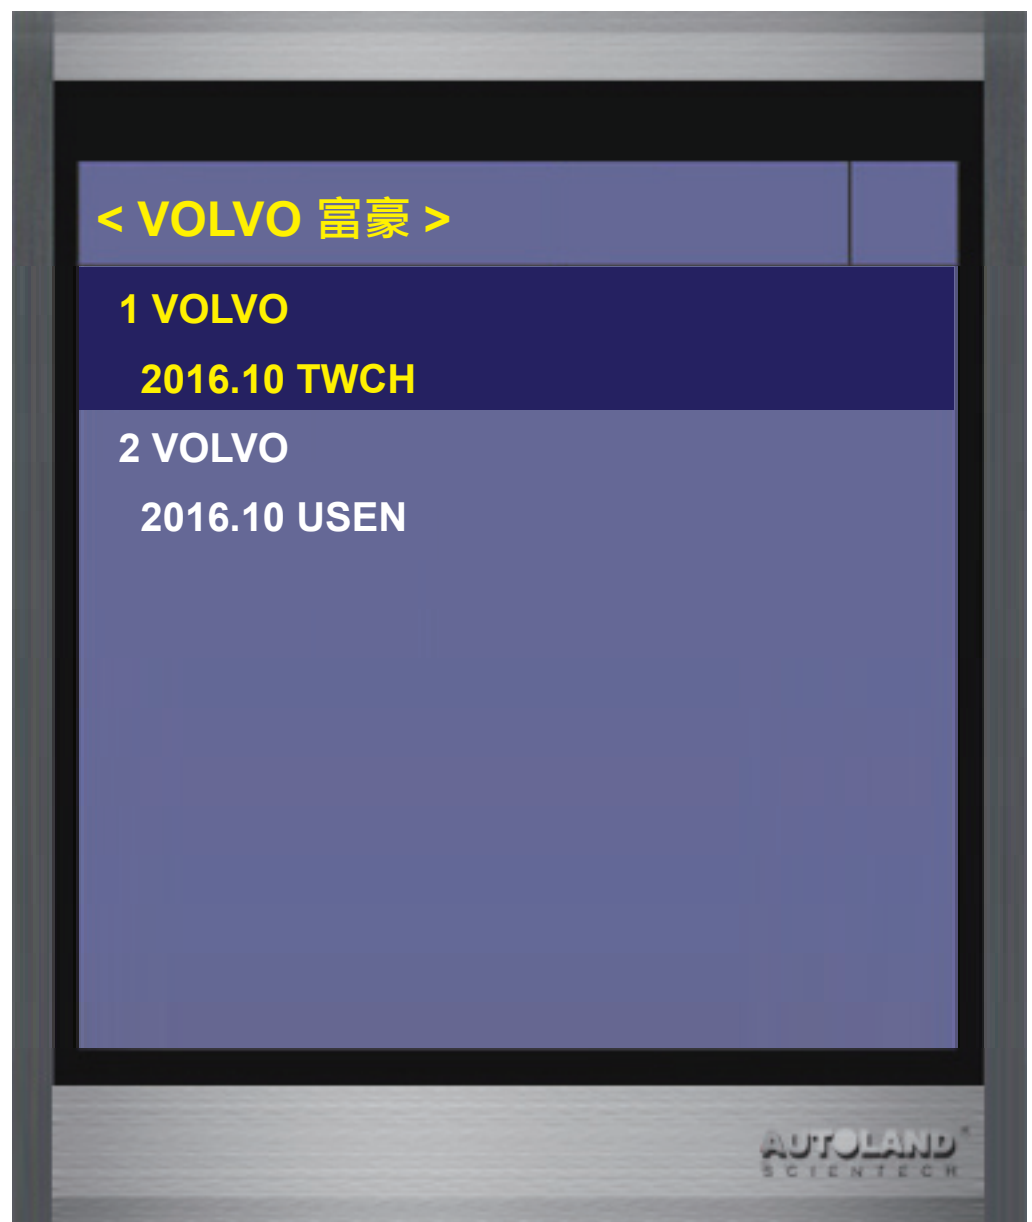 < VOLVO 富豪 >
1 VOLVO
2016.10 TWCH
2 VOLVO
2016.10 USEN
AUTOLAND
SCIENTECH